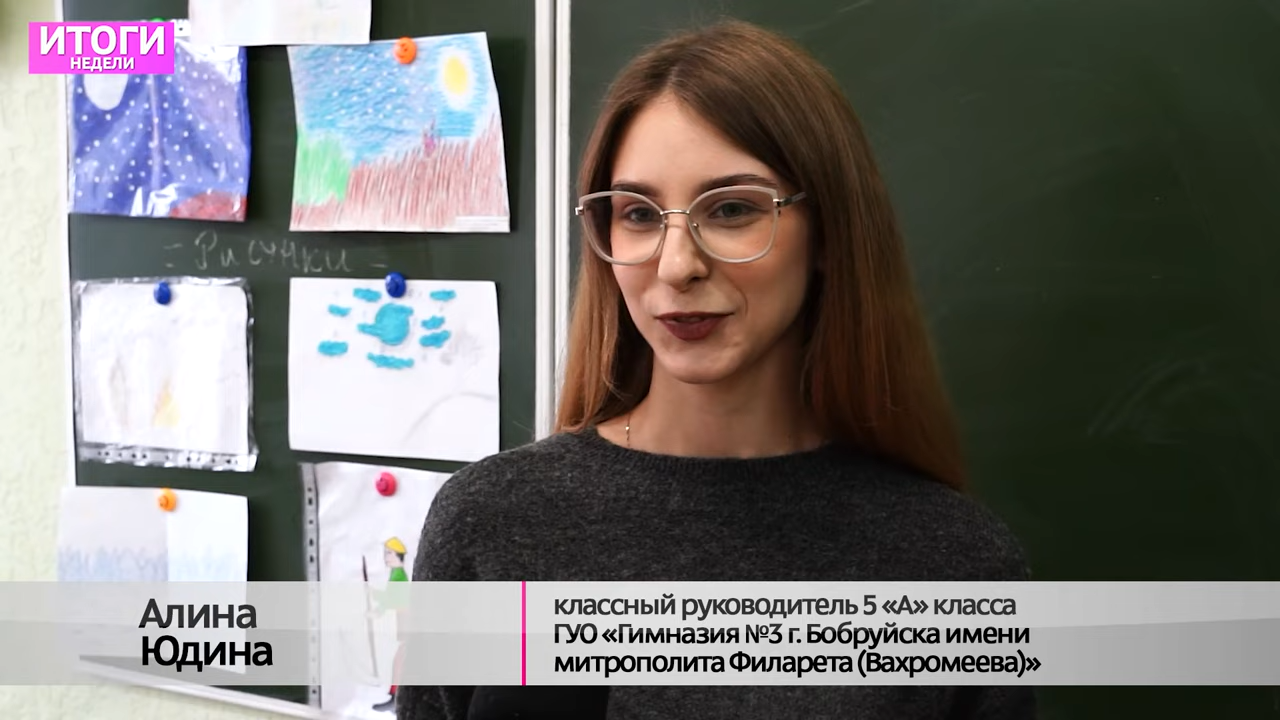 ИТОГИ
НЕДЕЛИ
= Рисунки =
Алина
Юдина
классный руководитель 5 «А» класса
ГУО «Гимназия №3 г. Бобруйска имени
митрополита Филарета (Вахромеева)»